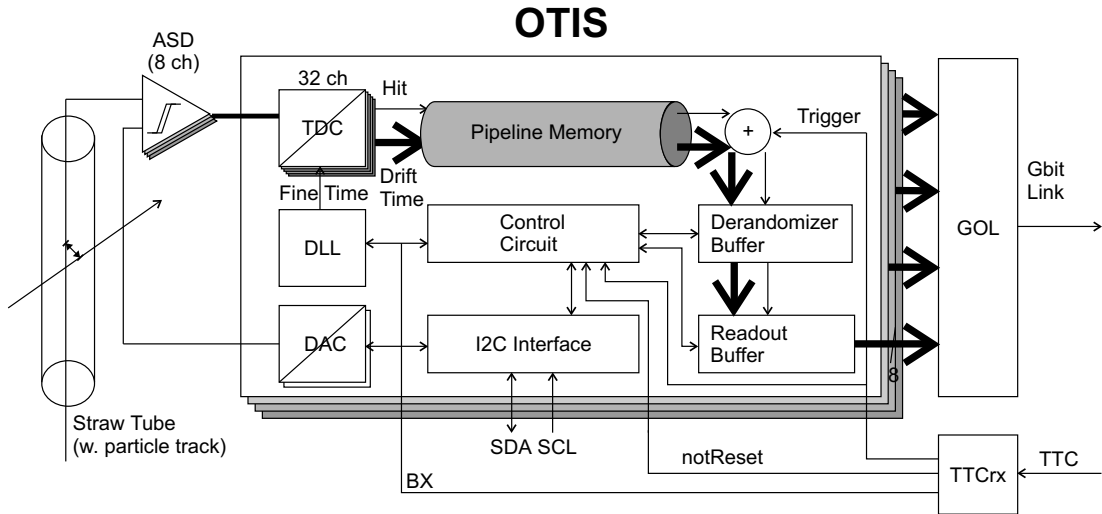 OTIS
ASD
(8 ch)
32 ch
Hit
TDC
Pipeline Memory
+
Trigger
Drift
Time
Fine Time
Gbit
Link
DLL
Control
Circuit
Derandomizer
Buffer
GOL
DAC
I2C Interface
Readout
Buffer
8
Straw Tube
(w. particle track)
SDA SCL
notReset
BX
TTCrx
TTC